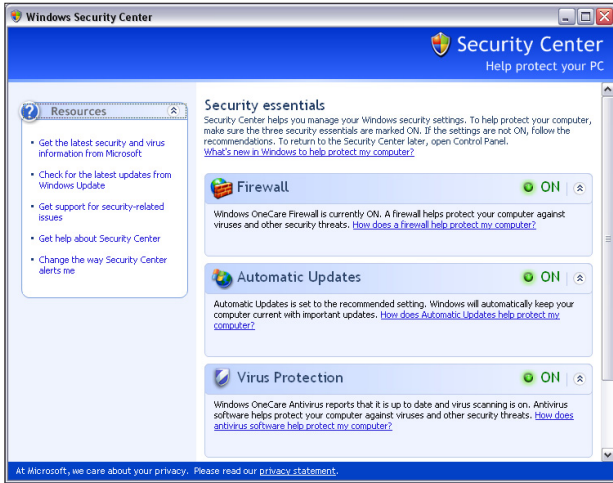 Windows Security Center
Security Center
Help protect your PC
Resources
Get the latest security and virus
information from Microsoft
Check for the latest updates from
Windows Update
Get support for security-related
issues
Get help about Security Center
Change the way Security Center
alerts me
Security essentials
Security Center helps you manage your Windows security settings. To help protect your computer,
make sure the three security essentials are marked ON. If the settings are not ON, follow the
recommendations. To return to the Security Center later, open Control Panel.
What's new in Windows to help protect my computer?
Firewall ON
Windows OneCare Firewall is currently ON. A firewall helps protect your computer against
viruses and other security threats. How does a firewall help protect my computer?
Automatic Updates ON
Automatic Updates is set to the recommended setting. Windows will automatically keep your
computer current with important updates. How does Automatic Updates help protect my
computer?
Virus Protection ON
Windows OneCare Antivirus reports that it is up to date and virus scanning is on. Antivirus
software helps protect your computer against viruses and other security threats. How does
antivirus software help protect my computer?
At Microsoft, we care about your privacy. Please read our privacy statement.